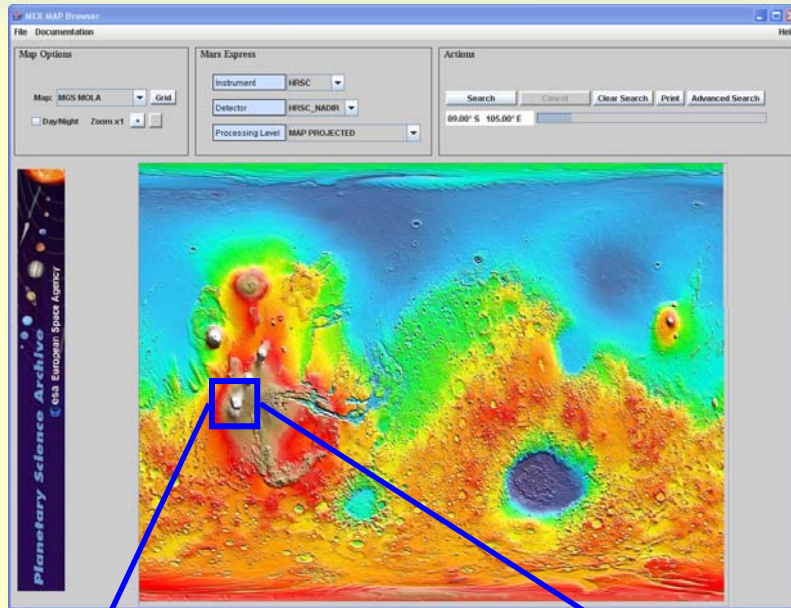 MEX MAP Browser
File Documentation
Help
Map Options
Map: MGS MOLA
Grid
Day/Night Zoom x1 +
Mars Express
Instrument HRSC
Detector HRSC_NADIR
Processing Level MAP PROJECTED
Actions
Search Cancel Clear Search Print Advanced Search
89.00° S 105.00° E
Planetary Science Archive
esa European Space Agency